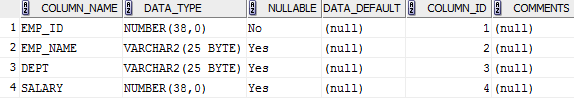 COLUMN_NAME DATA_TYPE NULLABLE DATA_DEFAULT COLUMN_ID COMMENTS
1 EMP_ID NUMBER(38,0) No (null) 1 (null)
2 EMP_NAME VARCHAR2(25 BYTE) Yes (null) 2 (null)
3 DEPT VARCHAR2(25 BYTE) Yes (null) 3 (null)
4 SALARY NUMBER(38,0) Yes (null) 4 (null)